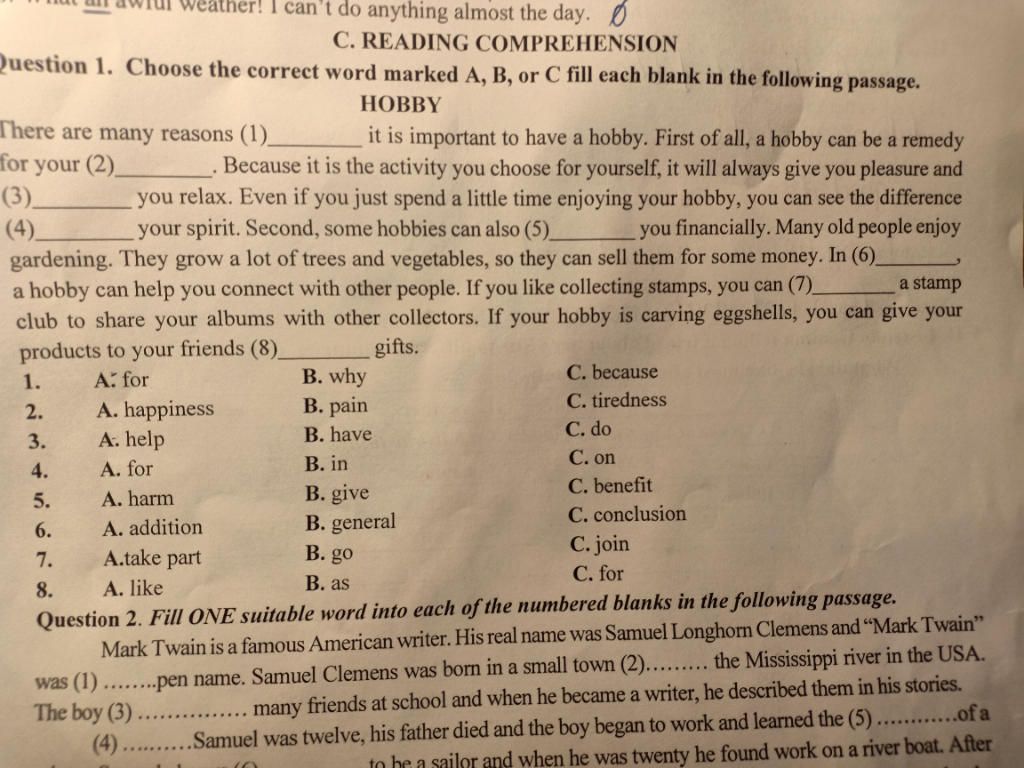 awful weather! I can't do anything almost the day.
C. READING COMPREHENSION
Question 1. Choose the correct word marked A, B, or C fill each blank in the following passage.
HOBBY
There are many reasons (1)________ it is important to have a hobby. First of all, a hobby can be a remedy
for your (2)________. Because it is the activity you choose for yourself, it will always give you pleasure and
(3)________ you relax. Even if you just spend a little time enjoying your hobby, you can see the difference
(4)________ your spirit. Second, some hobbies can also (5)________ you financially. Many old people enjoy
gardening. They grow a lot of trees and vegetables, so they can sell them for some money. In (6)________,
a hobby can help you connect with other people. If you like collecting stamps, you can (7)________ a stamp
club to share your albums with other collectors. If your hobby is carving eggshells, you can give your
products to your friends (8)________ gifts.
1. A. for B. why C. because
2. A. happiness B. pain C. tiredness
3. A. help B. have C. do
4. A. for B. in C. on
5. A. harm B. give C. benefit
6. A. addition B. general C. conclusion
7. A.take part B. go C. join
8. A. like B. as C. for
Question 2. Fill ONE suitable word into each of the numbered blanks in the following passage.
Mark Twain is a famous American writer. His real name was Samuel Longhorn Clemens and “Mark Twain”
was (1) ........pen name. Samuel Clemens was born in a small town (2)......... the Mississippi river in the USA.
The boy (3) ................ many friends at school and when he became a writer, he described them in his stories.
(4) ..........Samuel was twelve, his father died and the boy began to work and learned the (5) ............of a
to be a sailor and when he was twenty he found work on a river boat. After